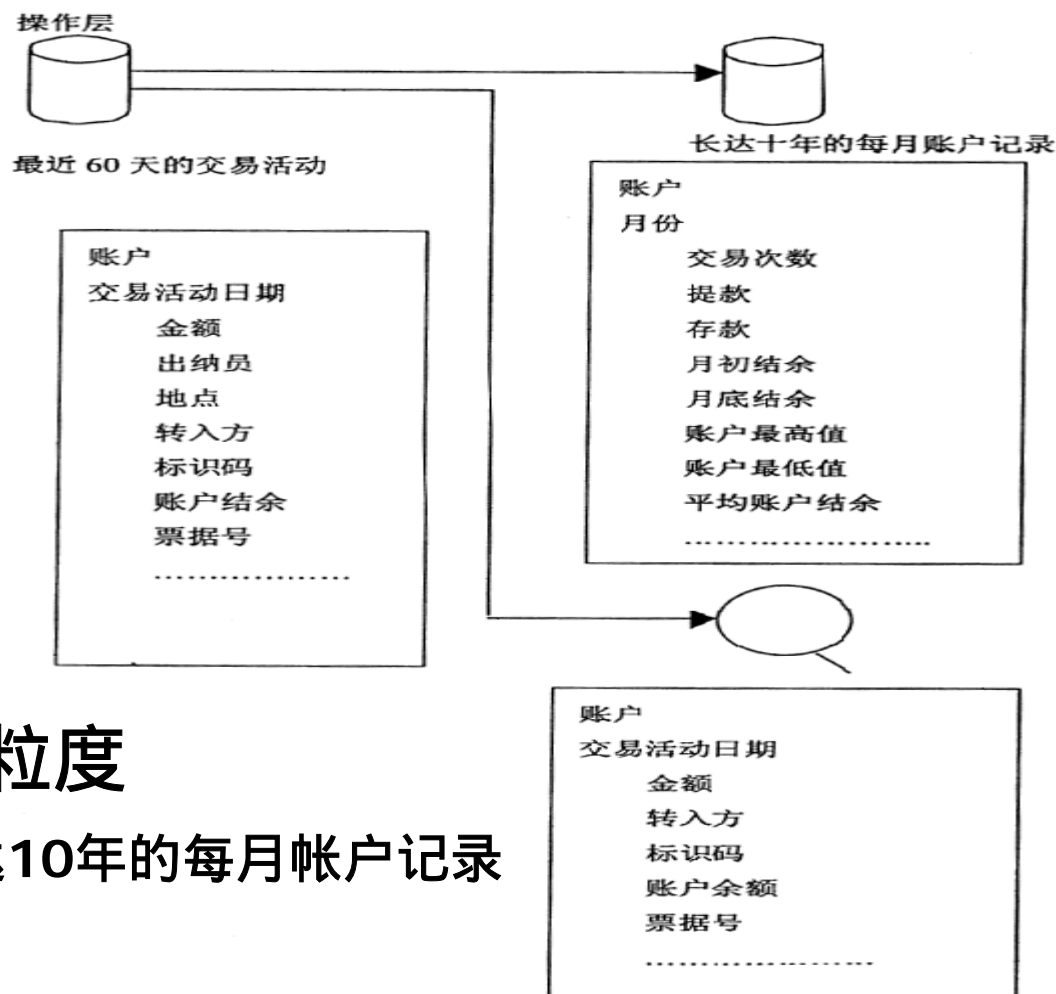 操作层
最近 60 天的交易活动
账户
交易活动日期
金额
出纳员
地点
转入方
标识码
账户结余
票据号
………………
长达十年的每月账户记录
账户
月份
交易次数
提款
存款
月初结余
月底结余
账户最高值
账户最低值
平均账户结余
……………………
账户
交易活动日期
金额
转入方
标识码
账户余额
票据号
…………………
粒度
10年的每月帐户记录